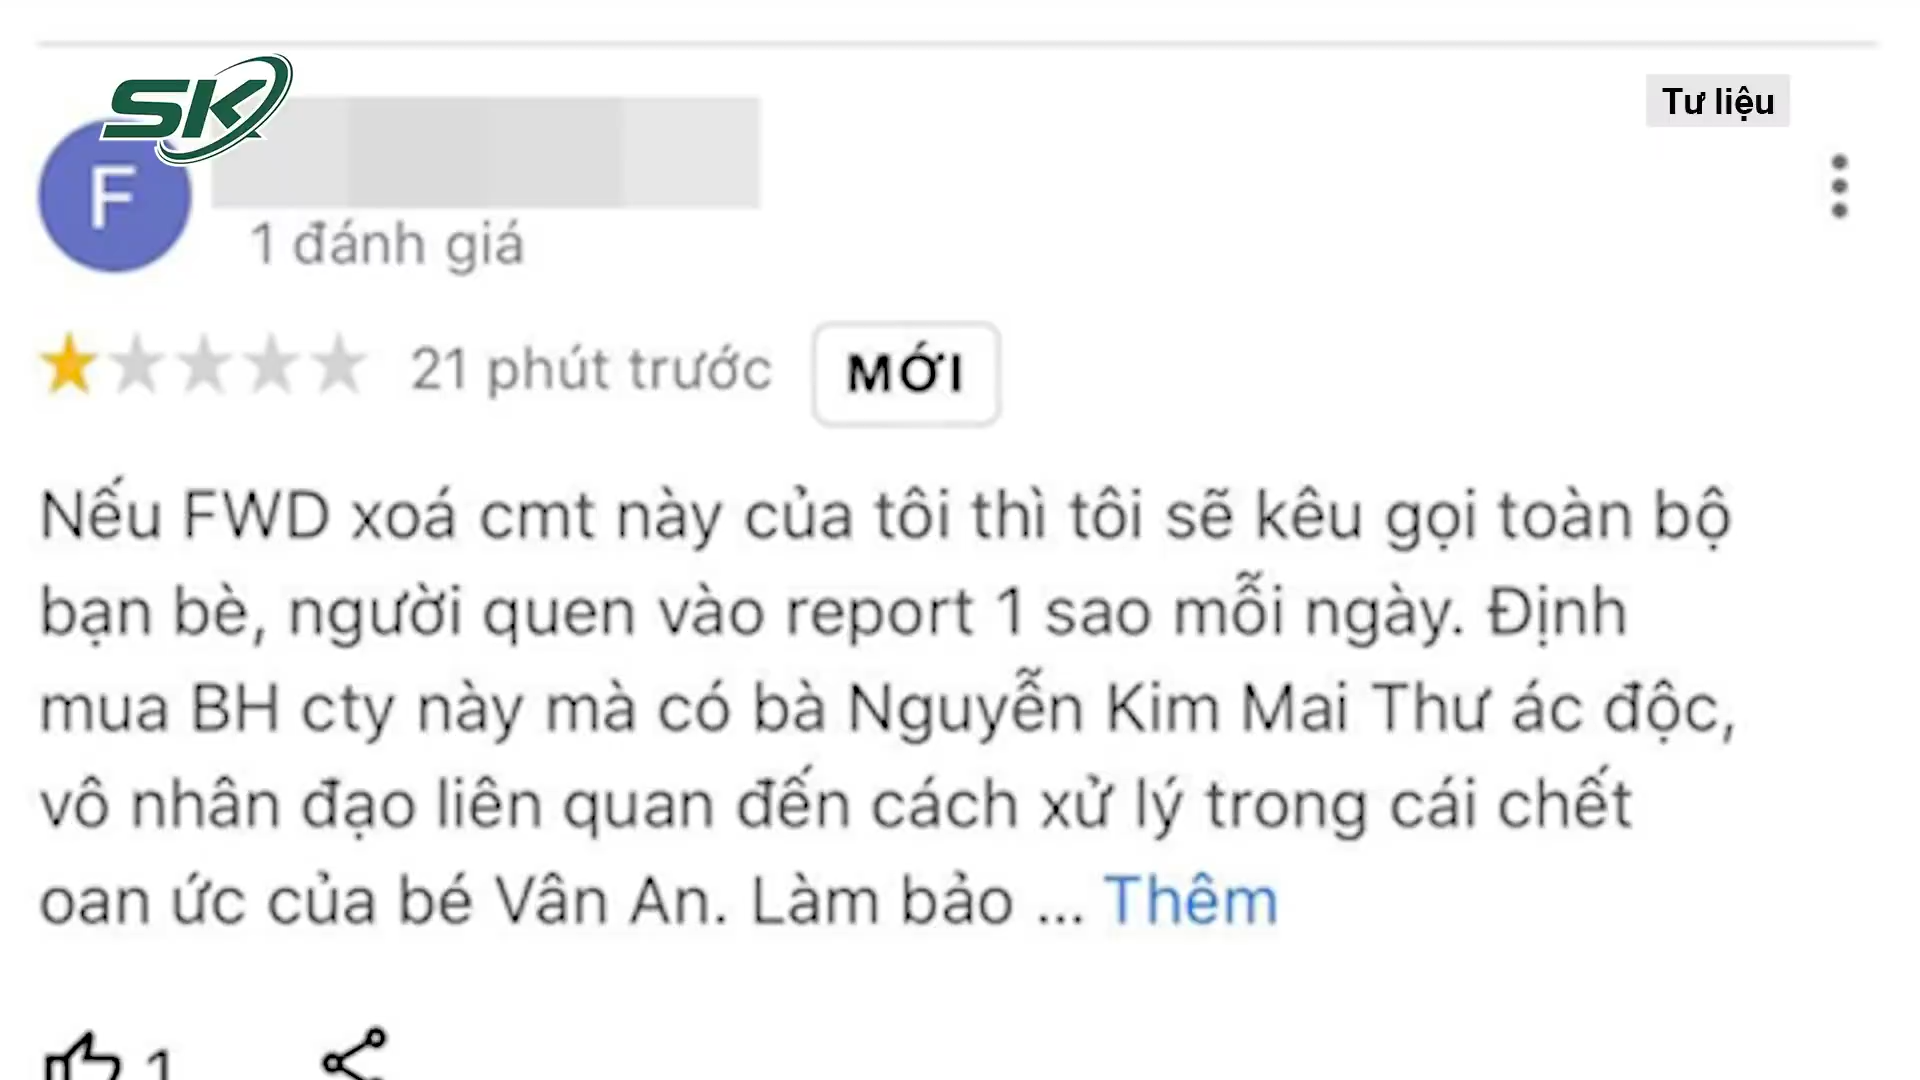 SK
Tư liệu
F
1 đánh giá
21 phút trước MỚI
Nếu FWD xoá cmt này của tôi thì tôi sẽ kêu gọi toàn bộ
bạn bè, người quen vào report 1 sao mỗi ngày. Định
mua BH cty này mà có bà Nguyễn Kim Mai Thư ác độc,
vô nhân đạo liên quan đến cách xử lý trong cái chết
oan ức của bé Vân An. Làm bảo ... Thêm
1